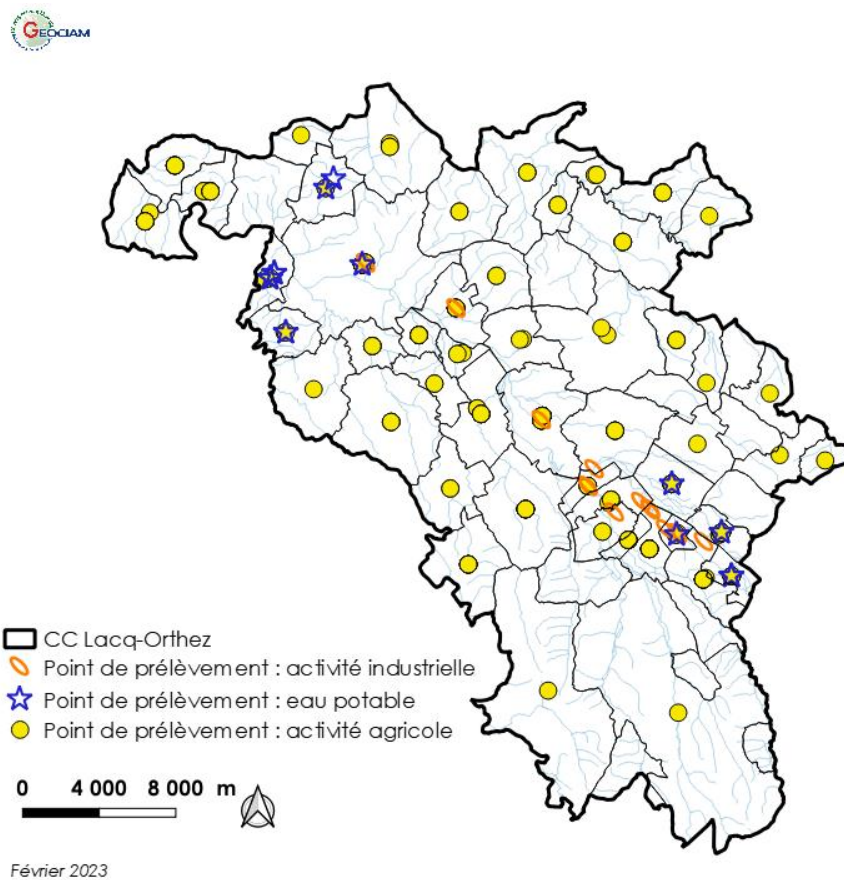 GEOCIAM
CC Lacq-Orthez
Point de prélèvement : activité industrielle
Point de prélèvement : eau potable
Point de prélèvement : activité agricole
0 4 000 8 000 m
Février 2023